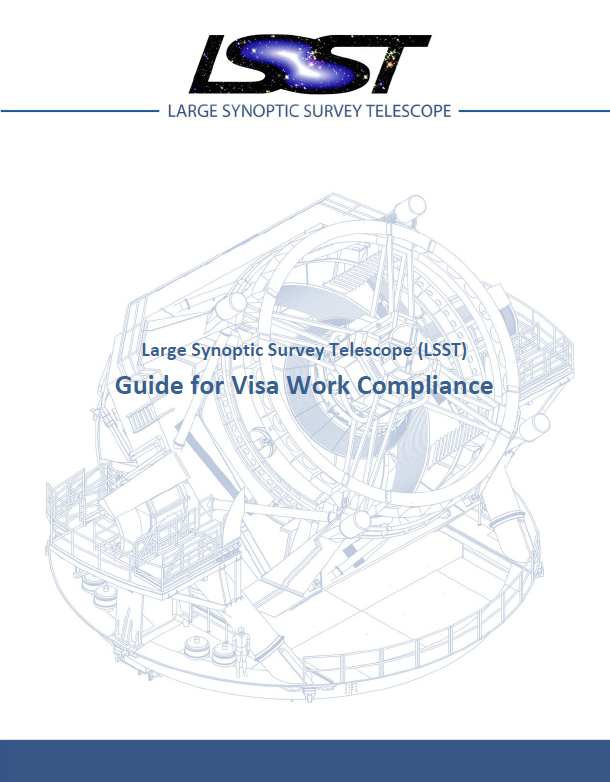 LSST
LARGE SYNOPTIC SURVEY TELESCOPE
Large Synoptic Survey Telescope (LSST)
Guide for Visa Work Compliance